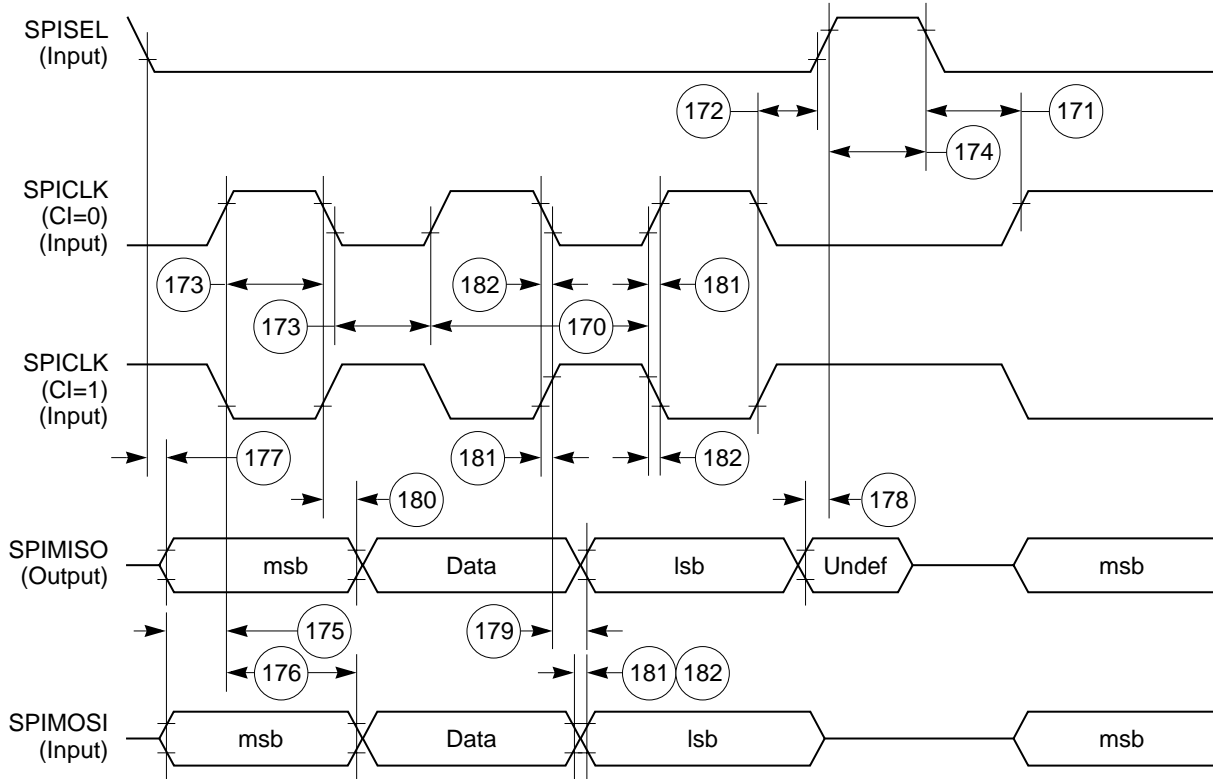 SPISEL
(Input)
172
171
174
SPICLK
(CI=0)
(Input)
173
182
181
173
170
SPICLK
(CI=1)
(Input)
177
181
182
180
178
SPIMISO
(Output)
msb
Data
lsb
Undef
msb
175
179
176
181 182
SPIMOSI
(Input)
msb
Data
lsb
msb